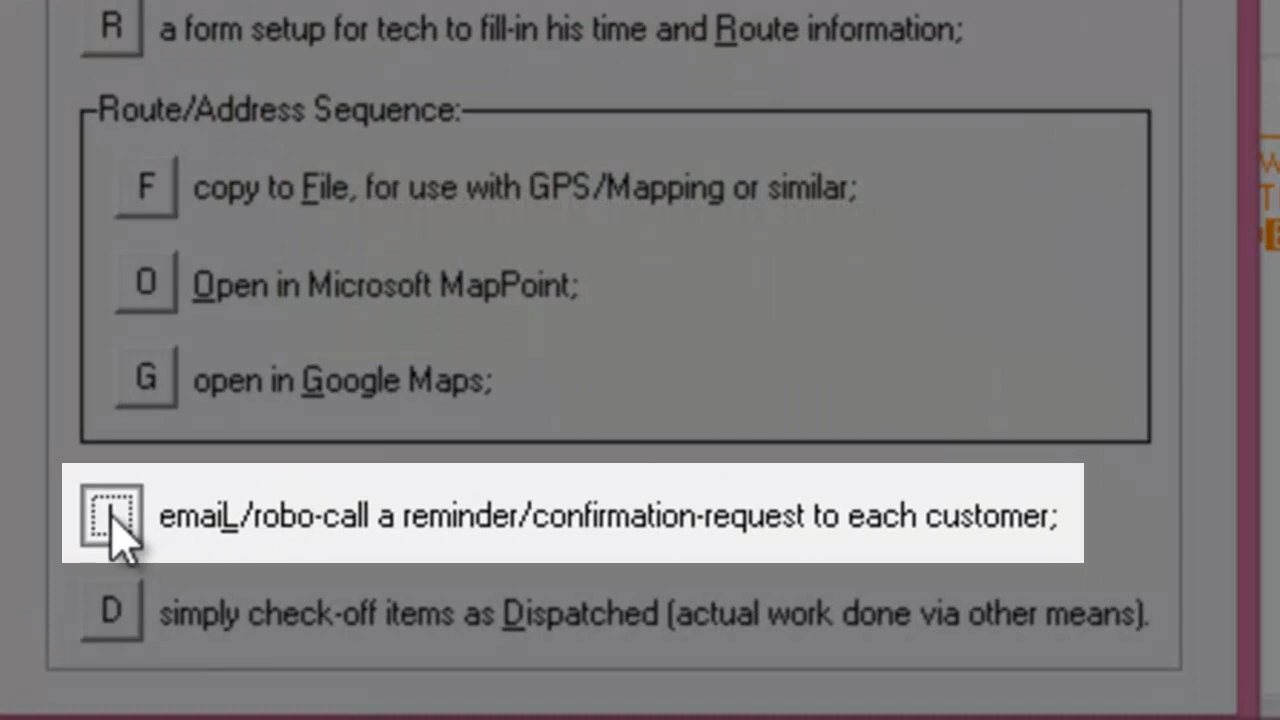 R a form setup for tech to fill-in his time and Route information;
Route/Address Sequence:
F copy to File, for use with GPS/Mapping or similar;
O Open in Microsoft MapPoint;
G open in Google Maps;
emaiL/robo-call a reminder/confirmation-request to each customer;
D simply check-off items as Dispatched (actual work done via other means).